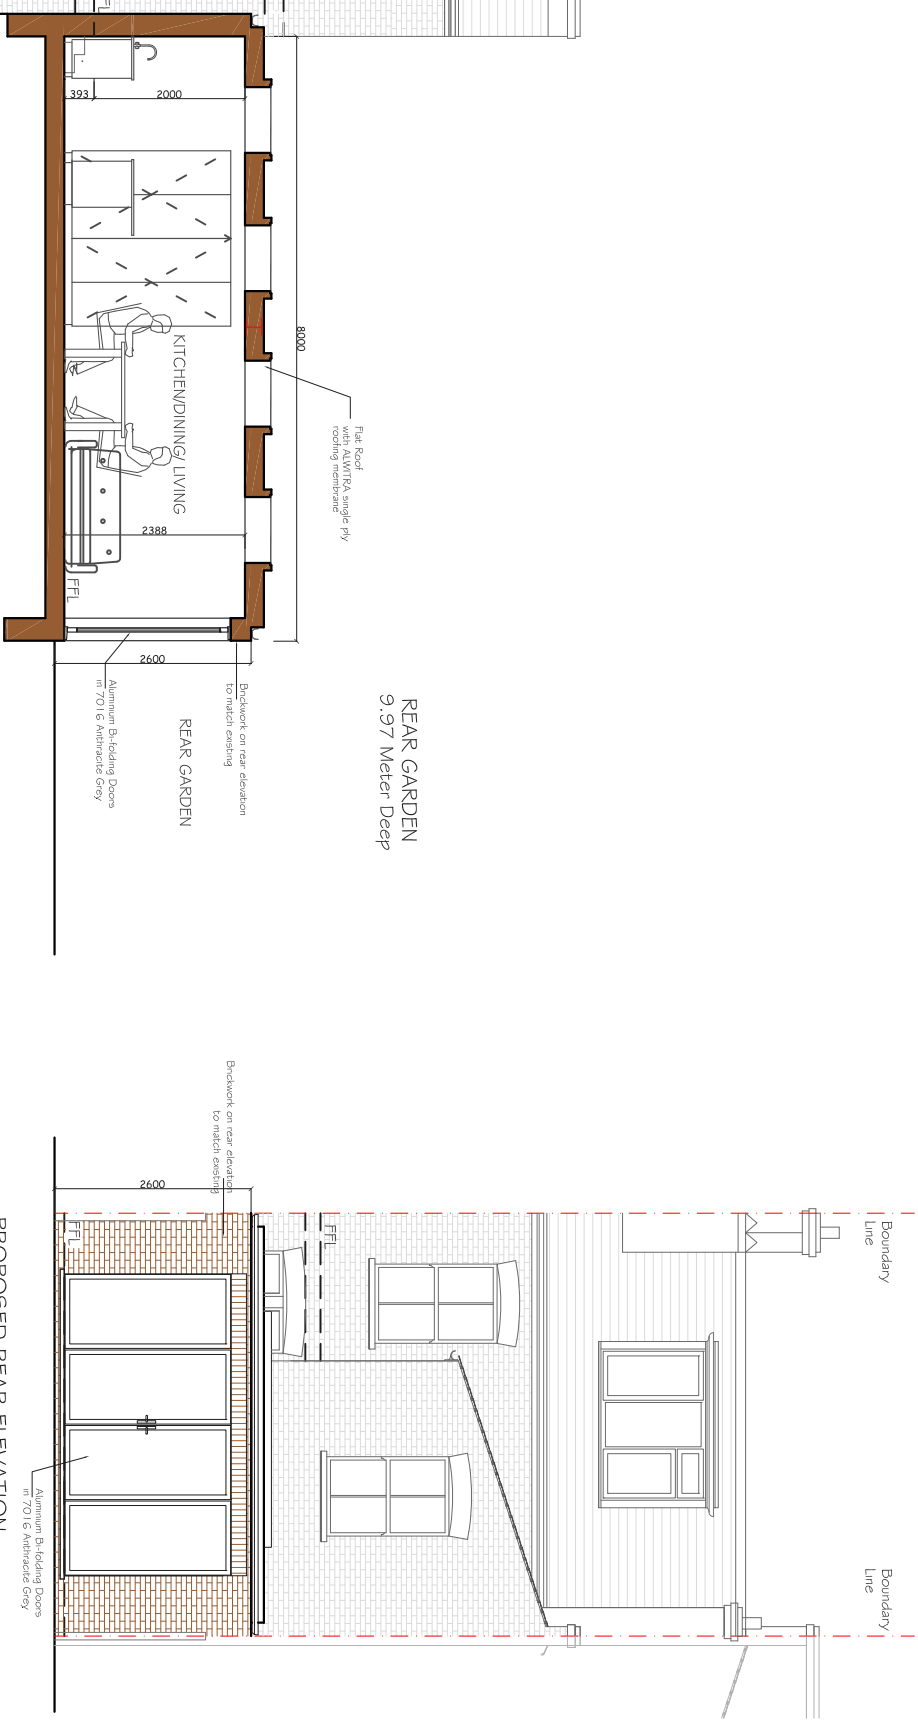 FFL
393
2000
8000
KITCHEN/DINING/ LIVING
Flat Roof
with ALWITRA single ply
roofing membrane
2388
FFL
2600
Aluminium Bi-folding Doors
in 7016 Anthracite Grey
Brickwork on rear elevation
to match existing
REAR GARDEN
REAR GARDEN
9.97 Meter Deep
Brickwork on rear elevation
to match existing
2600
FFL
FFL
Boundary
Line
Boundary
Line
Aluminium Bi-folding Doors
in 7016 Anthracite Grey
PROPOSED REAR ELEVATION